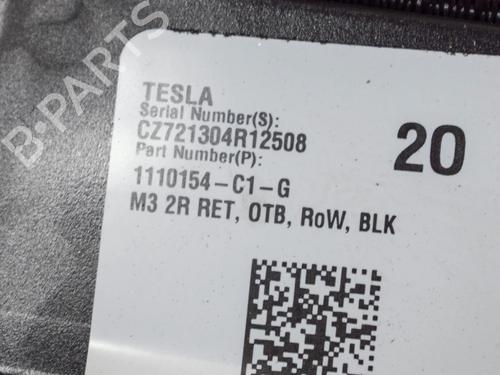 B-PARTS
TESLA
Serial Number(S):
CZ721304R12508
20
Part Number(P):
1110154-C1-G
M3 2R RET, OTB, RoW, BLK